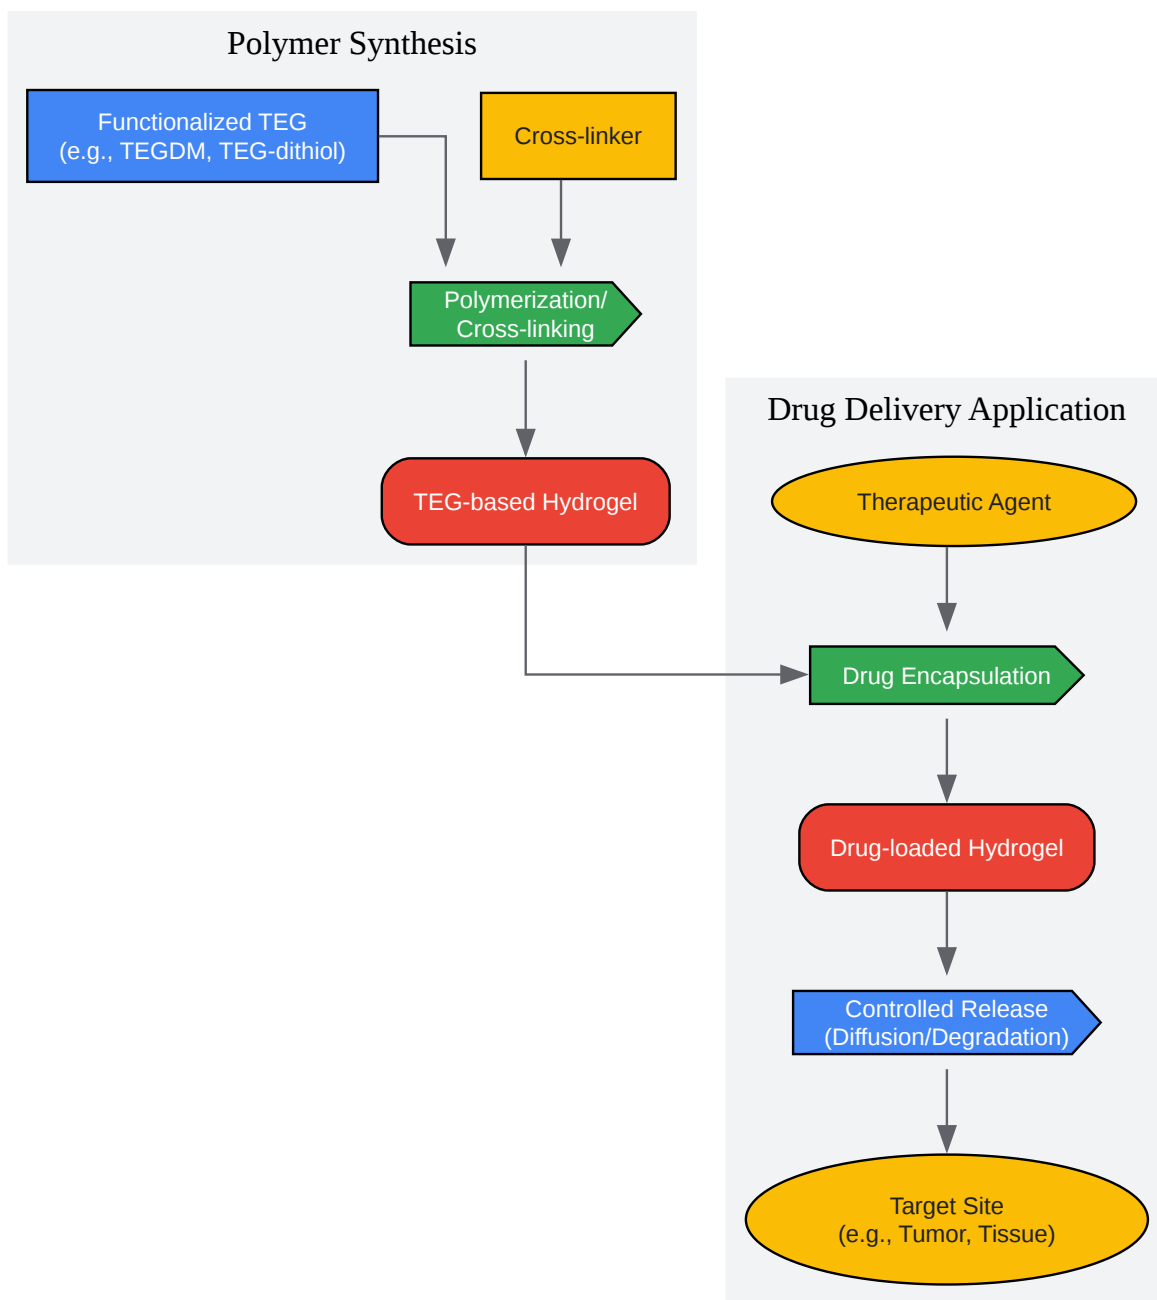 Polymer Synthesis
Functionalized TEG
(e.g., TEGDM, TEG-dithiol)
Cross-linker
Polymerization/
Cross-linking
TEG-based Hydrogel
Drug Delivery Application
Therapeutic Agent
Drug Encapsulation
Drug-loaded Hydrogel
Controlled Release
(Diffusion/Degradation)
Target Site
(e.g., Tumor, Tissue)